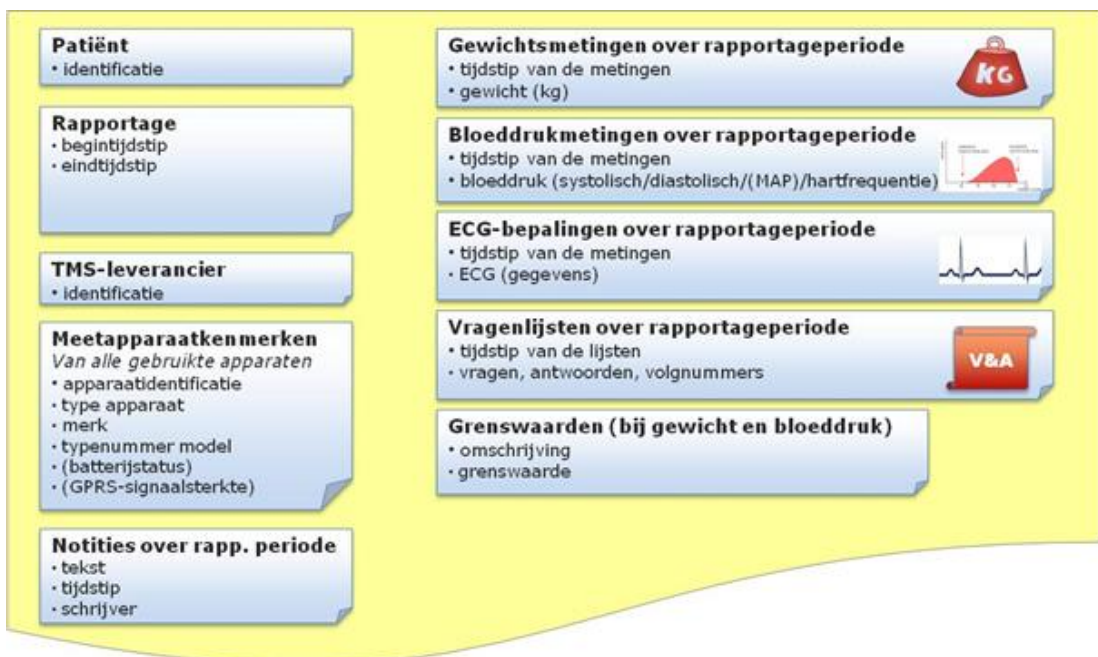 Patiënt
• identificatie
Rapportage
• begintijdstip
• eindtijdstip
TMS-leverancier
• identificatie
Meetapparaatkenmerken
Van alle gebruikte apparaten
• apparaatidentificatie
• type apparaat
• merk
• typenummer model
• (batterijstatus)
• (GPRS-signaalsterkte)
Notities over rapp. periode
• tekst
• tijdstip
• schrijver
Gewichtsmetingen over rapportageperiode
• tijdstip van de metingen
• gewicht (kg)
KG
Bloeddrukmetingen over rapportageperiode
• tijdstip van de metingen
• bloeddruk (systolisch/diastolisch/(MAP)/hartfrequentie)
ECG-bepalingen over rapportageperiode
• tijdstip van de metingen
• ECG (gegevens)
Vragenlijsten over rapportageperiode
• tijdstip van de lijsten
• vragen, antwoorden, volgnummers
V&A
Grenswaarden (bij gewicht en bloeddruk)
• omschrijving
• grenswaarde